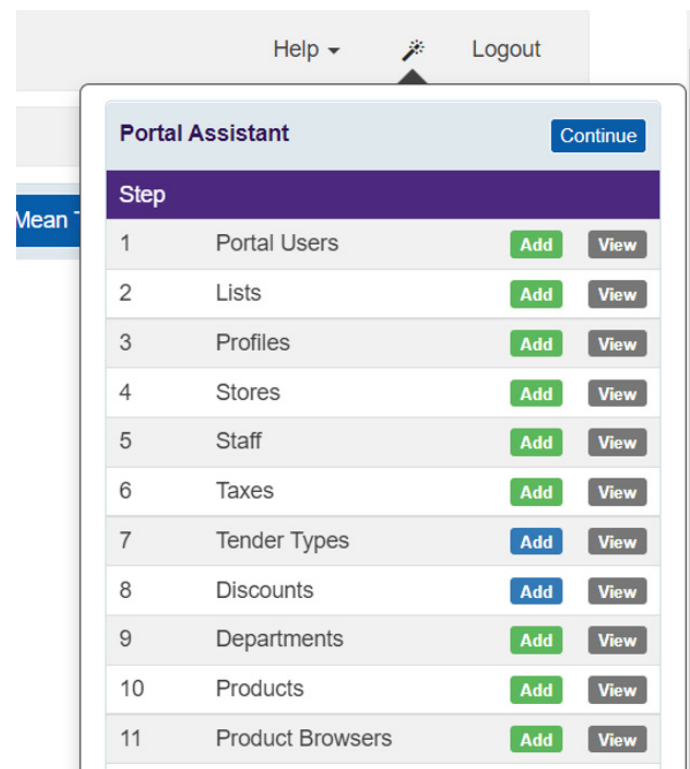 Help Logout
Portal Assistant Continue
Step
Mean
1 Portal Users Add View
2 Lists Add View
3 Profiles Add View
4 Stores Add View
5 Staff Add View
6 Taxes Add View
7 Tender Types Add View
8 Discounts Add View
9 Departments Add View
10 Products Add View
11 Product Browsers Add View